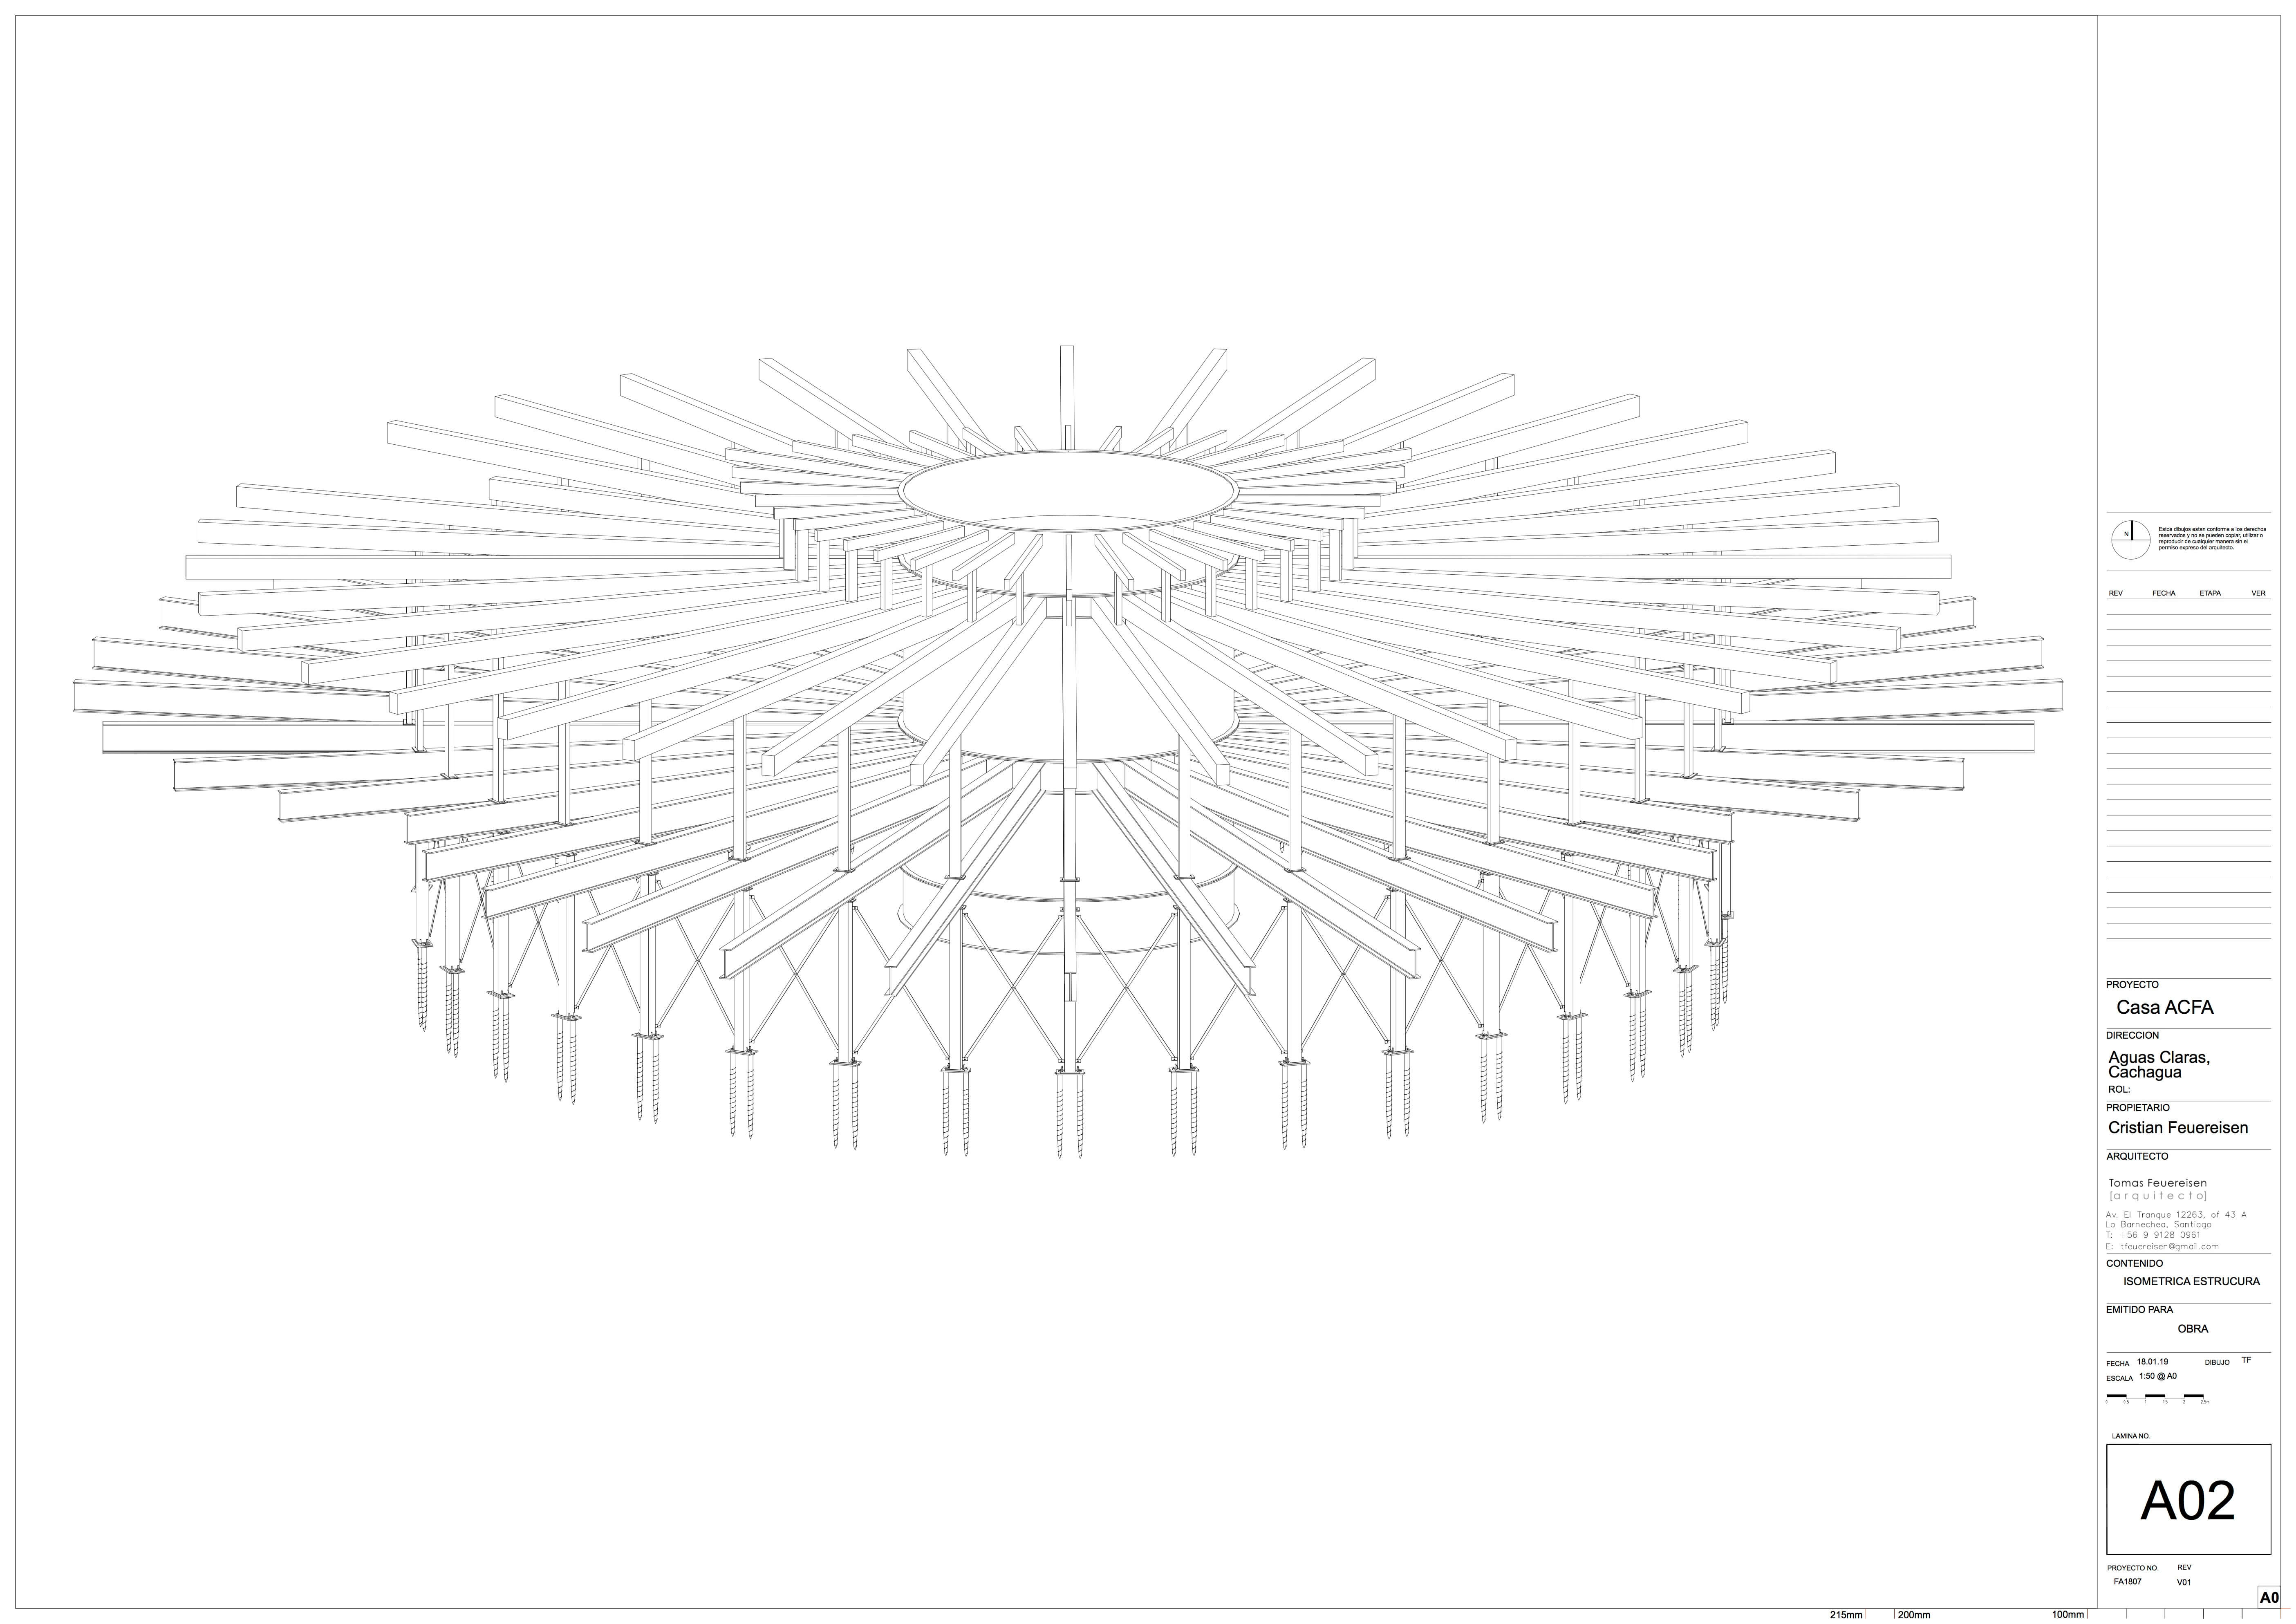 N
Estos dibujos estan conforme a los derechos
reservados y no se pueden copiar, utilizar o
reproducir de cualquier manera sin el
permiso expreso del arquitecto.
REV FECHA ETAPA VER
PROYECTO
Casa ACFA
DIRECCION
Aguas Claras,
Cachagua
ROL:
PROPIETARIO
Cristian Feuereisen
ARQUITECTO
Tomas Feuereisen
[arquitecto]
Av. El Tranque 12263, of 43 A
Lo Barnechea, Santiago
T: +56 9 9128 0961
E: tfeuereisen@gmail.com
CONTENIDO
ISOMETRICA ESTRUCURA
EMITIDO PARA
OBRA
FECHA 18.01.19 DIBUJO TF
ESCALA 1:50 @ A0
0 0.5 1 1.5 2 2.5m
LAMINA NO.
A02
PROYECTO NO. REV
FA1807 V01
A0
215mm 200mm 100mm